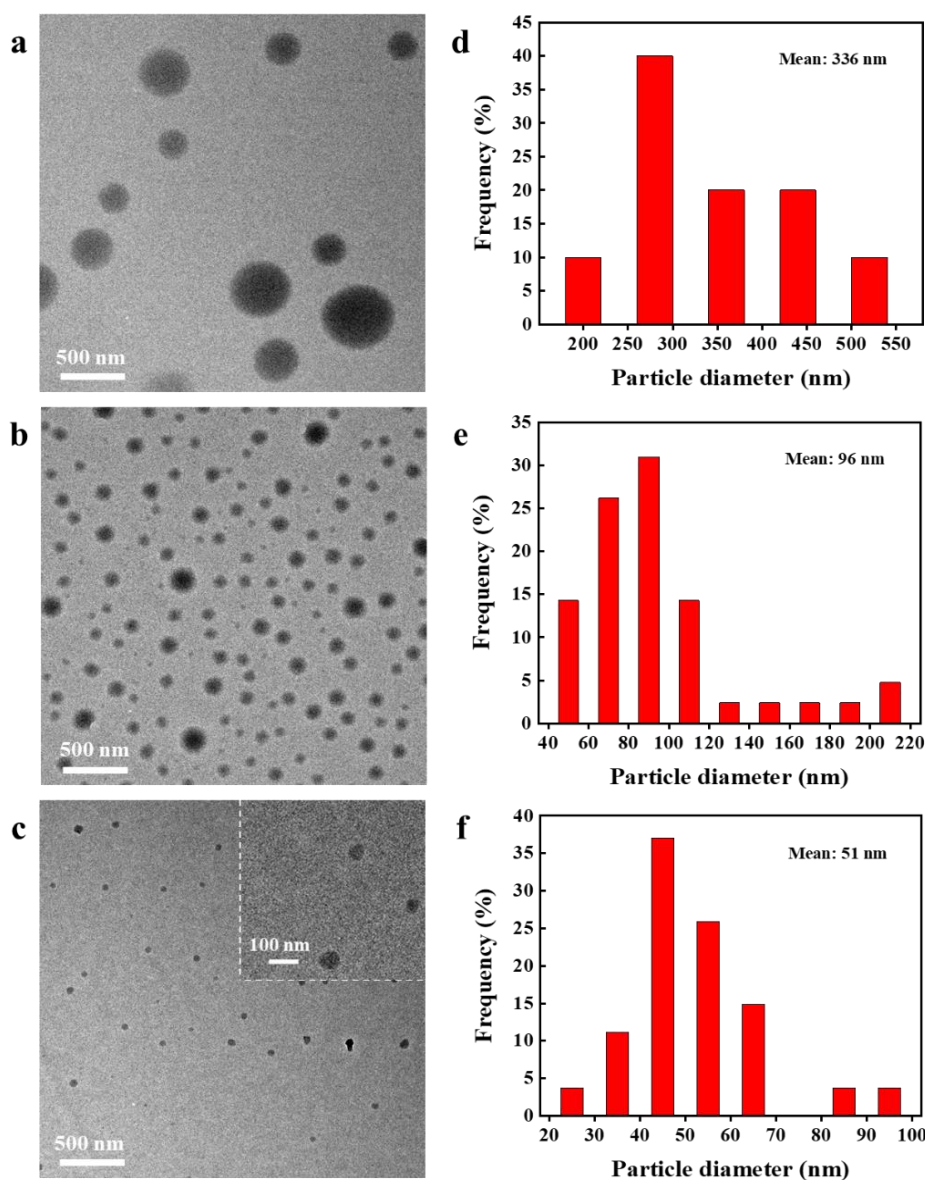 a
500 nm
d
45
40
35
30
25
20
15
10
5
0
Frequency (%)
Mean: 336 nm
200 250 300 350 400 450 500 550
Particle diameter (nm)
b
500 nm
e
35
30
25
20
15
10
5
0
Frequency (%)
Mean: 96 nm
40 60 80 100 120 140 160 180 200 220
Particle diameter (nm)
c
100 nm
500 nm
f
40
35
30
25
20
15
10
5
0
Frequency (%)
Mean: 51 nm
20 30 40 50 60 70 80 90 100
Particle diameter (nm)